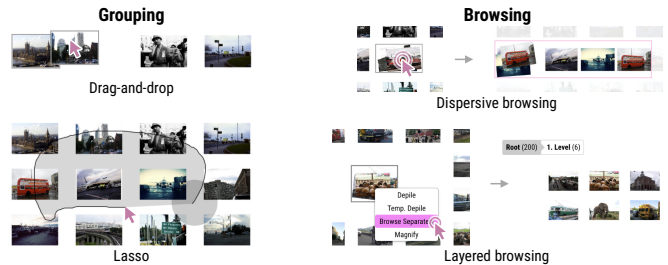 Grouping
Drag-and-drop
Lasso
Browsing
Dispersive browsing
Root (200) 1. Level (6)
Depile
Temp. Depile
Browse Separate
Magnify
Layered browsing